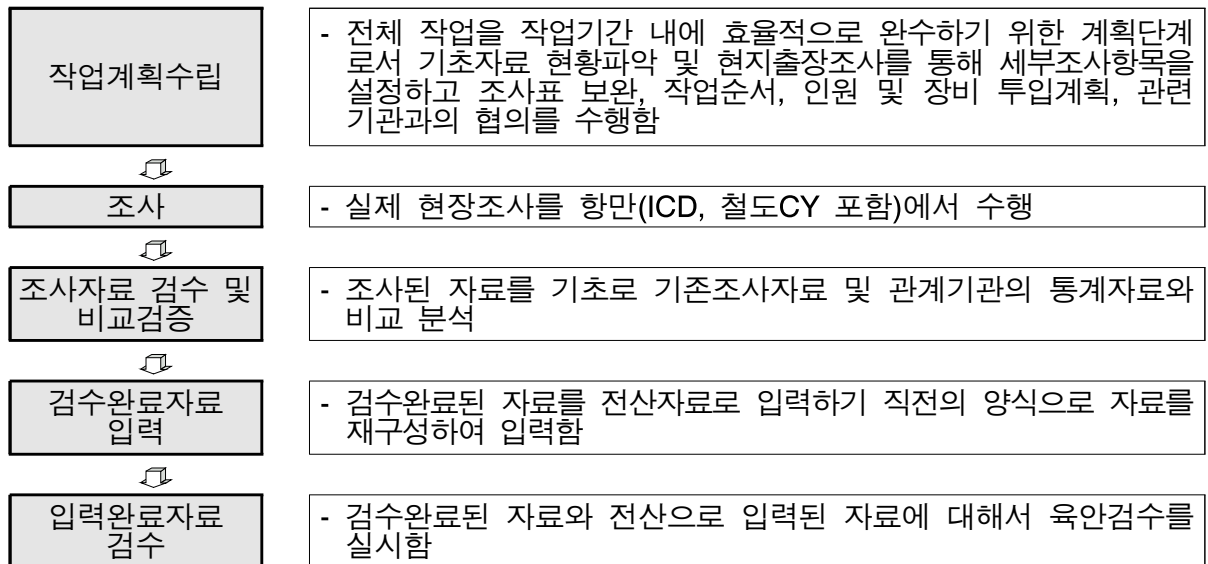 작업계획수립
- 전체 작업을 작업기간 내에 효율적으로 완수하기 위한 계획단계
로서 기초자료 현황파악 및 현지출장조사를 통해 세부조사항목을
설정하고 조사표 보완, 작업순서, 인원 및 장비 투입계획, 관련
기관과의 협의를 수행함
조사
- 실제 현장조사를 항만(ICD, 철도CY 포함)에서 수행
조사자료 검수 및
비교검증
- 조사된 자료를 기초로 기존조사자료 및 관계기관의 통계자료와
비교 분석
검수완료자료
입력
- 검수완료된 자료를 전산자료로 입력하기 직전의 양식으로 자료를
재구성하여 입력함
입력완료자료
검수
- 검수완료된 자료와 전산으로 입력된 자료에 대해서 육안검수를
실시함